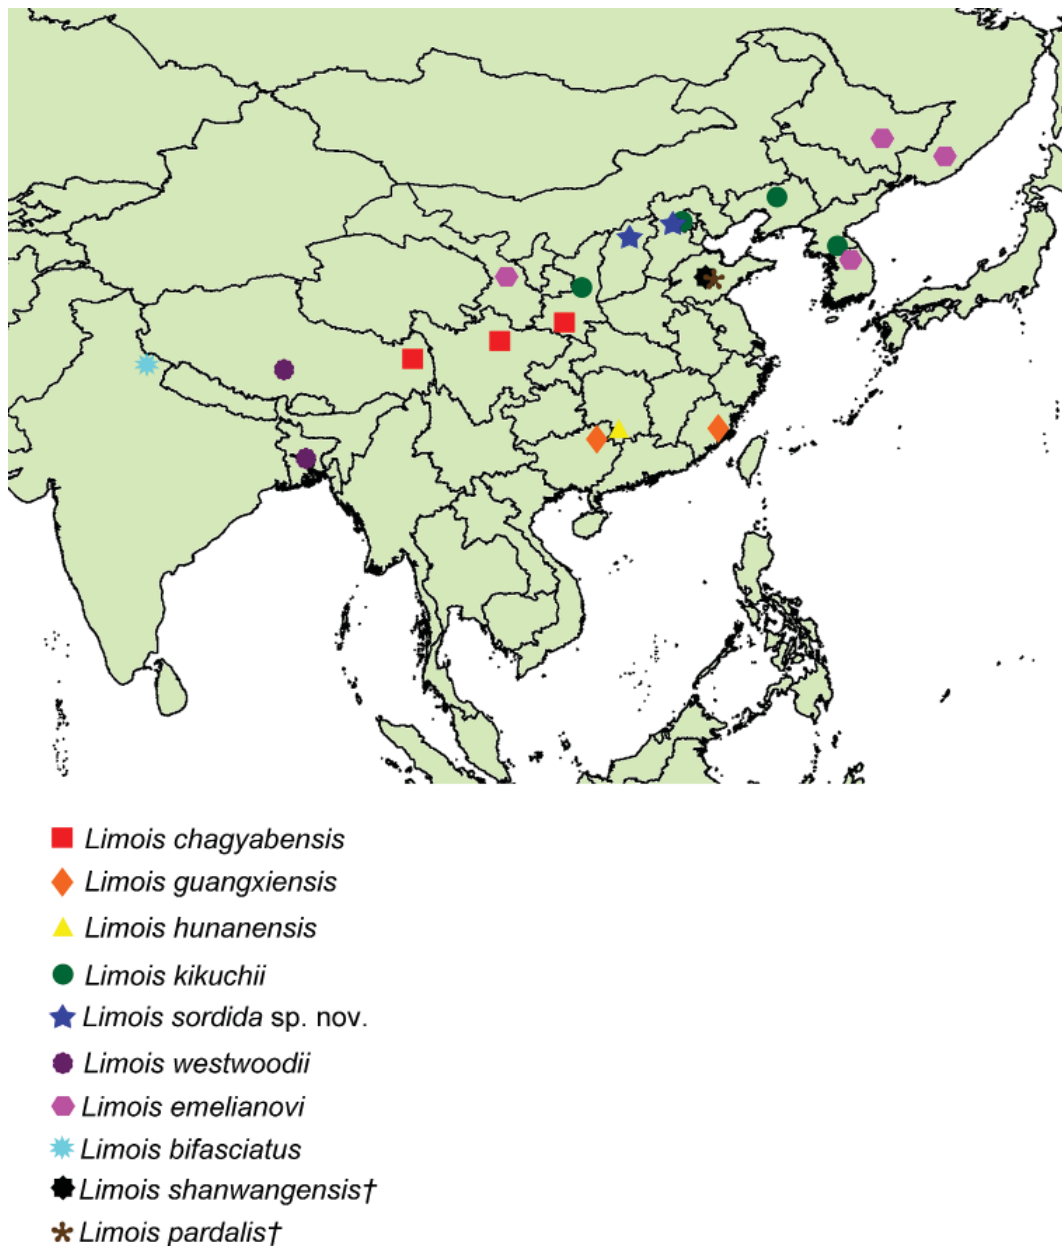 Limois chagyabensis
Limois guangxiensis
Limois hunanensis
Limois kikuchii
Limois sordida sp. nov.
Limois westwoodii
Limois emelianovi
Limois bifasciatus
Limois shanwangensis†
Limois pardalis†